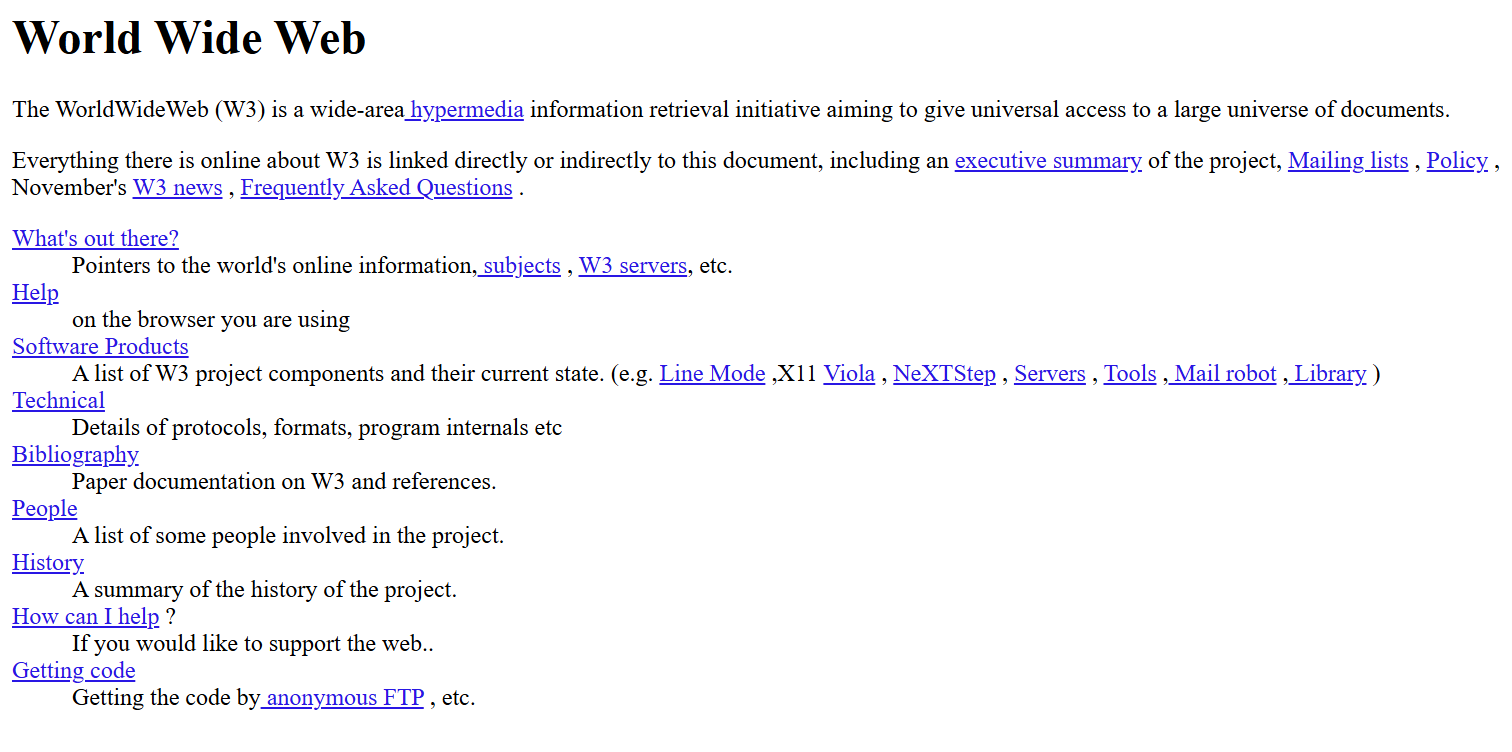 World Wide Web
The WorldWideWeb (W3) is a wide-area hypermedia information retrieval initiative aiming to give universal access to a large universe of documents.
Everything there is online about W3 is linked directly or indirectly to this document, including an executive summary of the project, Mailing lists , Policy ,
November's W3 news , Frequently Asked Questions .
What's out there?
Pointers to the world's online information, subjects , W3 servers, etc.
Help
on the browser you are using
Software Products
A list of W3 project components and their current state. (e.g. Line Mode ,X11 Viola , NeXTStep , Servers , Tools , Mail robot , Library )
Technical
Details of protocols, formats, program internals etc
Bibliography
Paper documentation on W3 and references.
People
A list of some people involved in the project.
History
A summary of the history of the project.
How can I help ?
If you would like to support the web..
Getting code
Getting the code by anonymous FTP , etc.